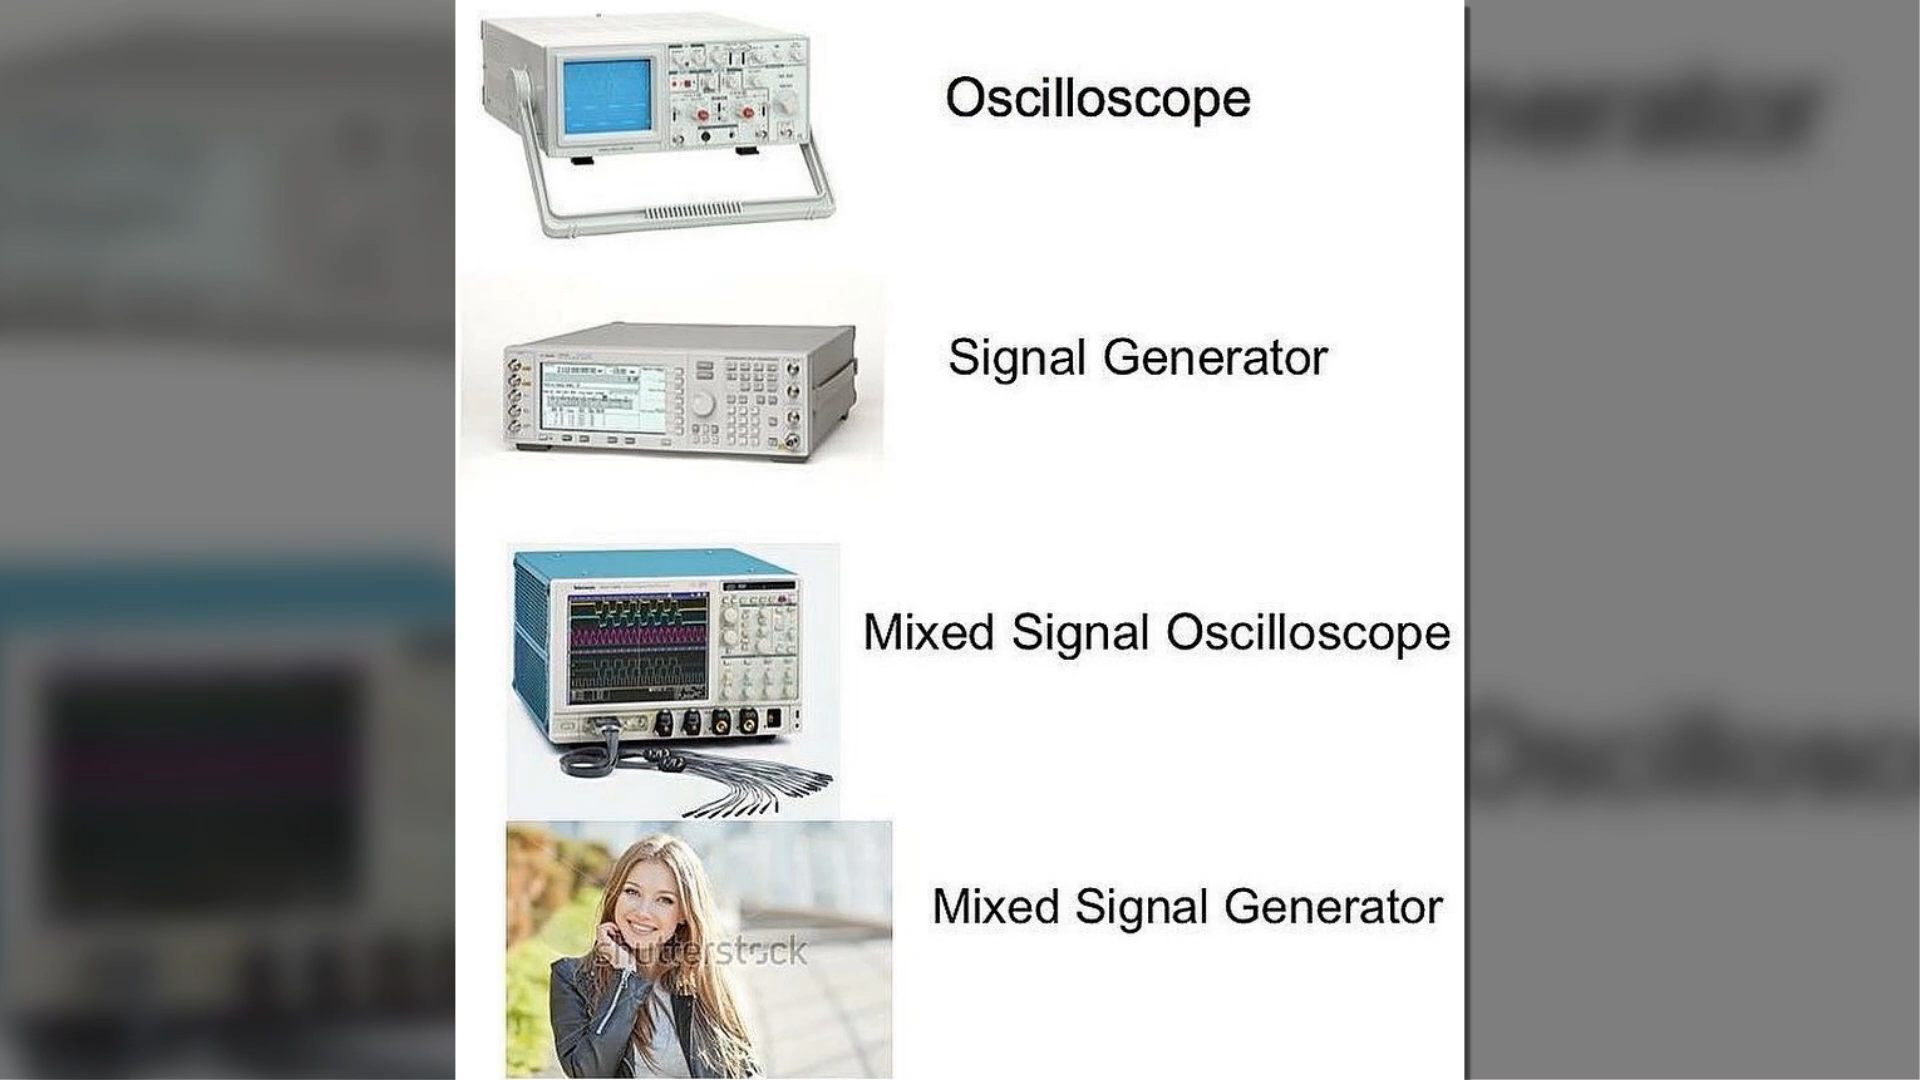 Oscilloscope
Signal Generator
Mixed Signal Oscilloscope
Mixed Signal Generator
shutterstock